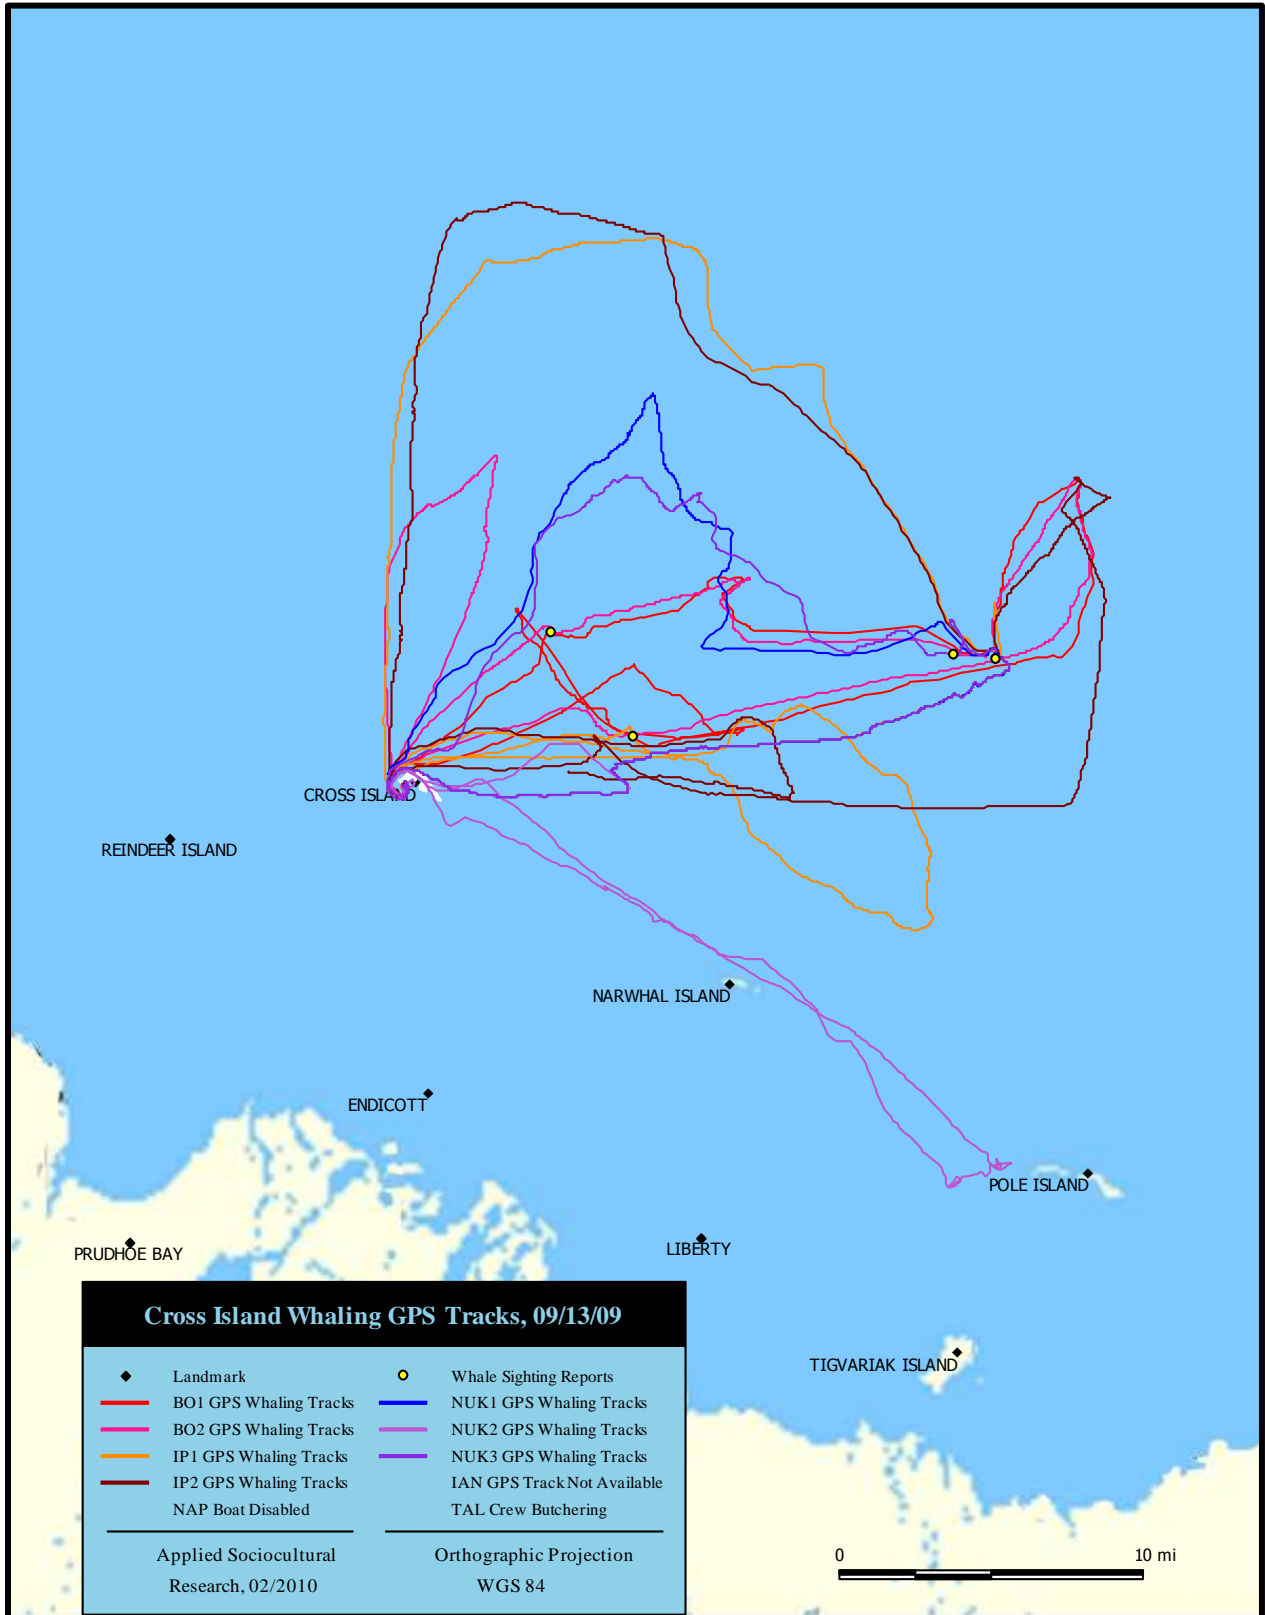 CROSS ISLAND
REINDEER ISLAND
NARWHAL ISLAND
ENDICOTT
POLE ISLAND
PRUDHOE BAY
LIBERTY
TIGVARIAK ISLAND
Cross Island Whaling GPS Tracks, 09/13/09
Landmark
BO1 GPS Whaling Tracks
BO2 GPS Whaling Tracks
IP1 GPS Whaling Tracks
IP2 GPS Whaling Tracks
NAP Boat Disabled
Whale Sighting Reports
NUK1 GPS Whaling Tracks
NUK2 GPS Whaling Tracks
NUK3 GPS Whaling Tracks
IAN GPS Track Not Available
TAL Crew Butchering
Applied Sociocultural
Research, 02/2010
Orthographic Projection
WGS 84
0 10 mi